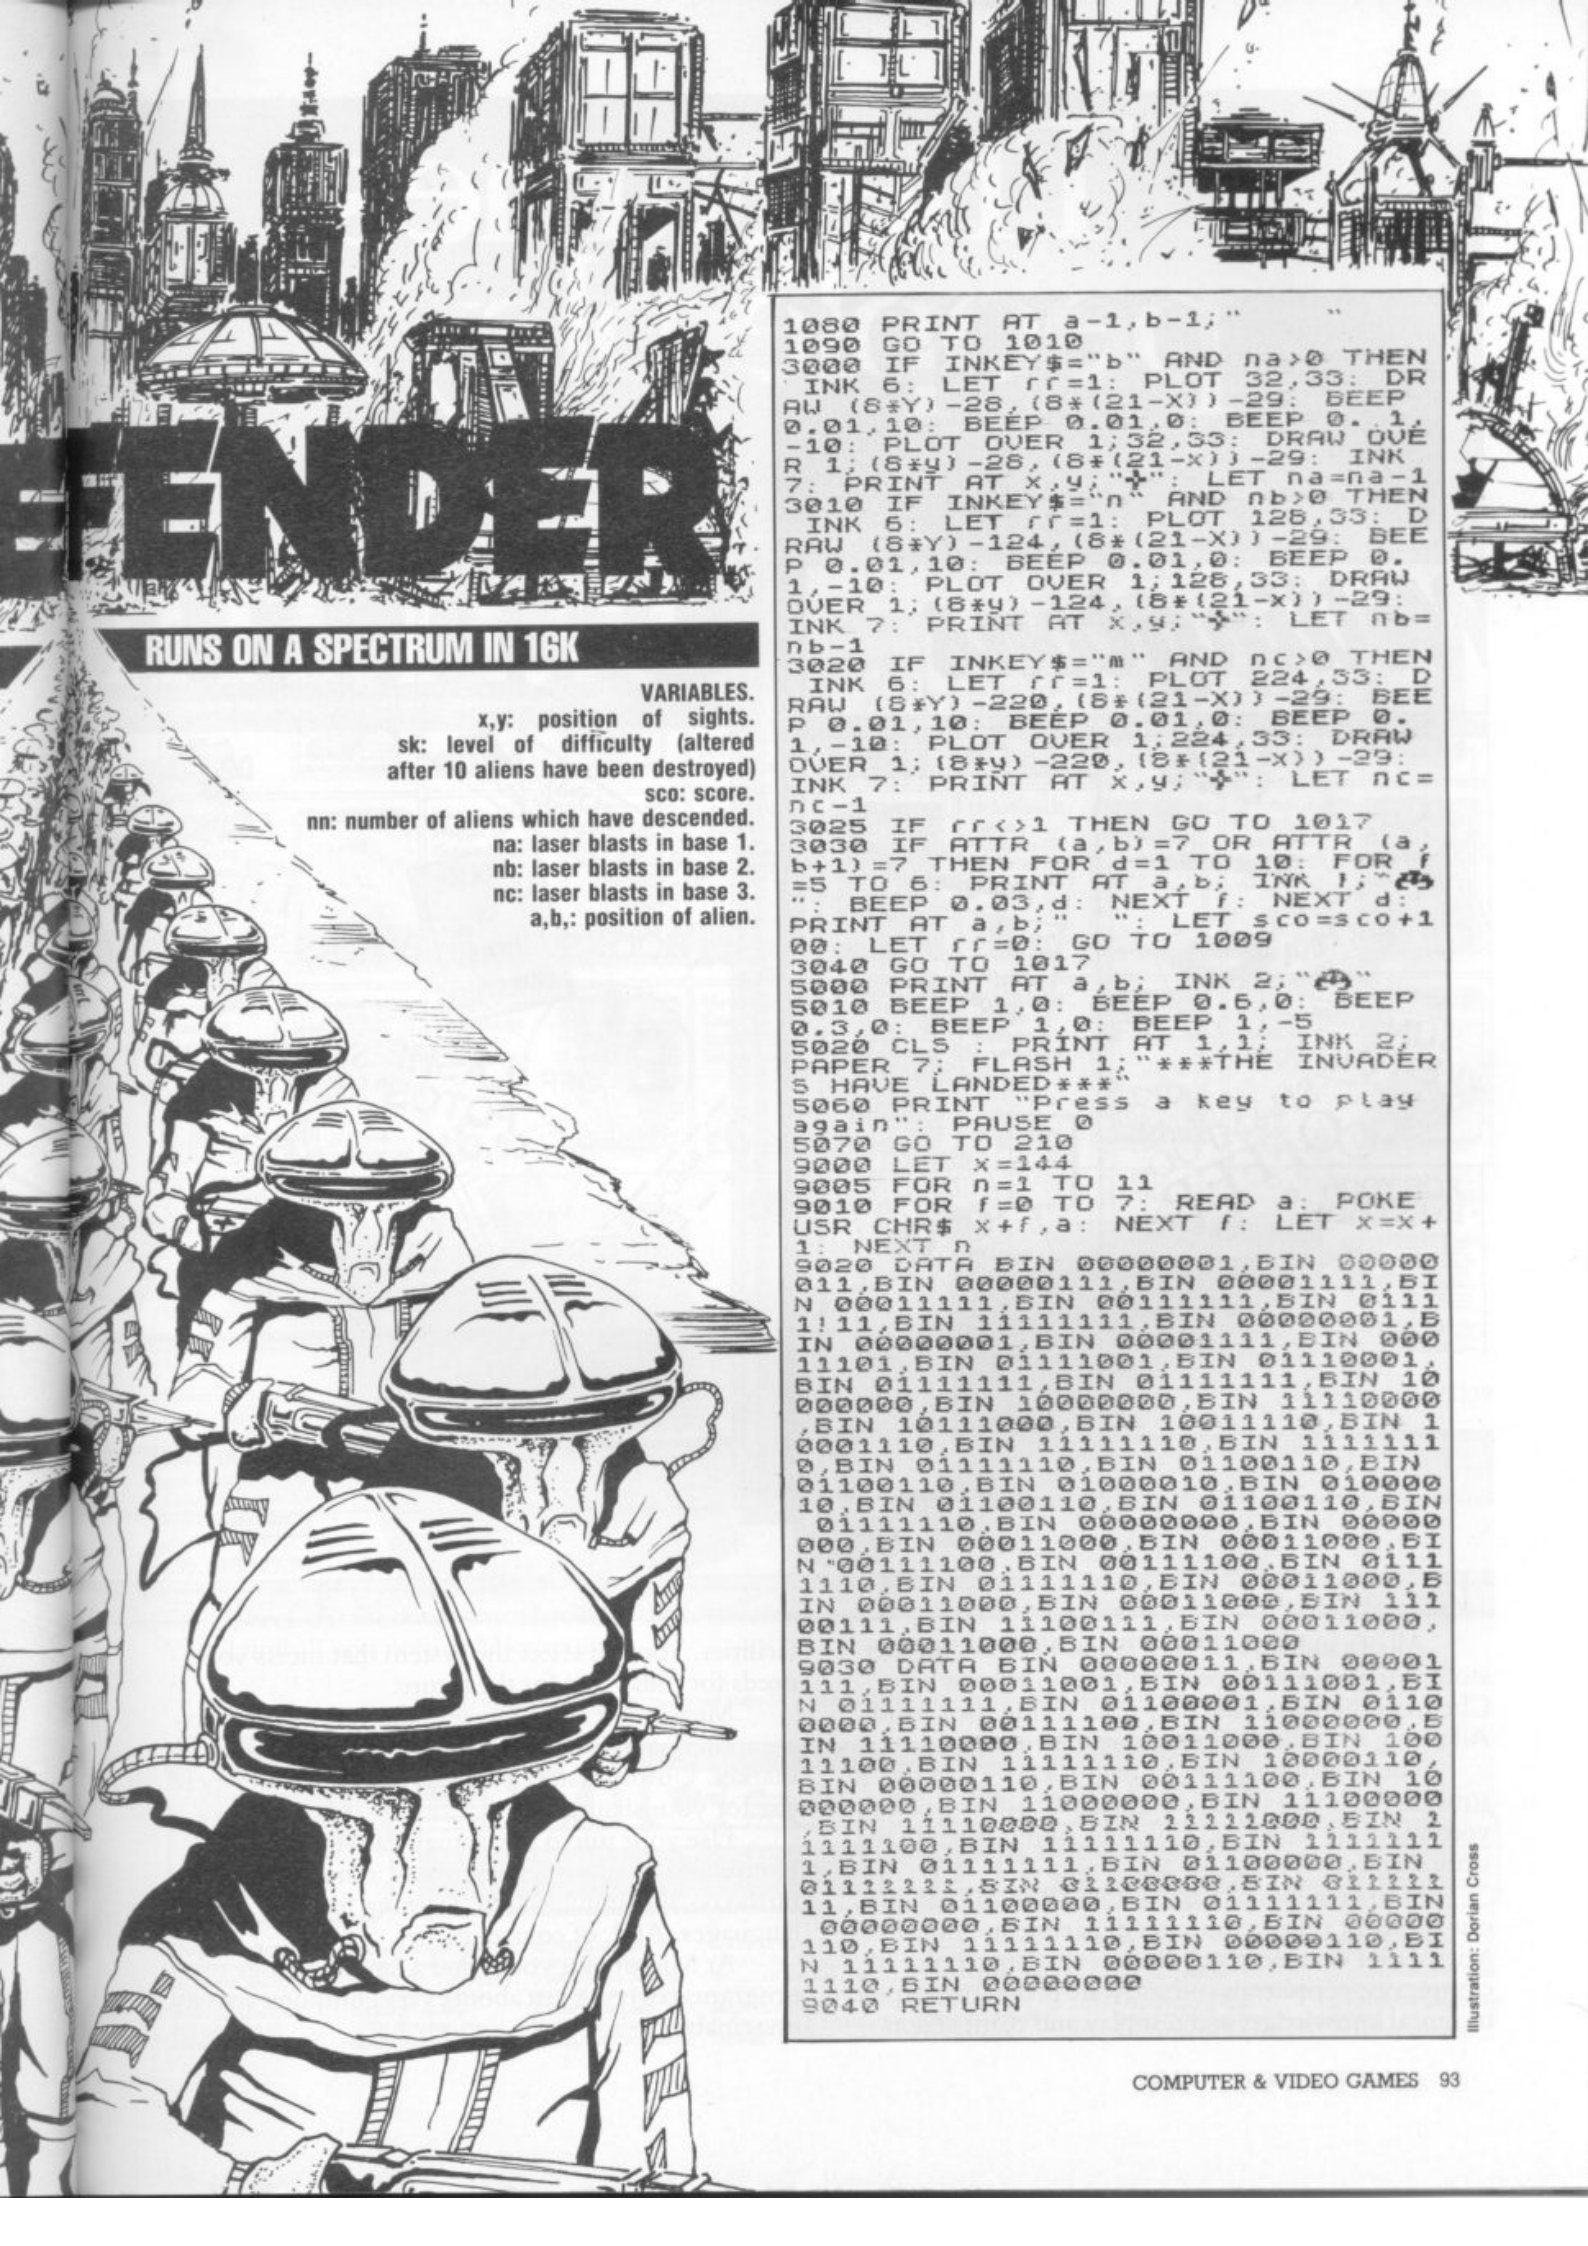 EFENDER
RUNS ON A SPECTRUM IN 16K
VARIABLES.
x,y: position of sights.
sk: level of difficulty (altered
after 10 aliens have been destroyed)
sco: score.
nn: number of aliens which have descended.
na: laser blasts in base 1.
nb: laser blasts in base 2.
nc: laser blasts in base 3.
a,b,: position of alien.
1080 PRINT AT a-1,b-1;"      "
1090 GO TO 1010
3000 IF INKEY$="b" AND na>0 THEN
INK 6: LET rr=1: PLOT 32,33: DR
AW (8*Y)-28,(8*(21-X))-29: BEEP
0.01,10: BEEP 0.01,0: BEEP 0. 1,
-10: PLOT OVER 1;32,33: DRAW OVE
R 1;(8*y)-28,(8*(21-X))-29: INK
7: PRINT AT x,y;"": LET na=na-1
3010 IF INKEY$="n" AND nb>0 THEN
INK 6: LET rr=1: PLOT 128,33: D
RAW (8*Y)-124,(8*(21-X))-29: BEE
P 0.01,10: BEEP 0.01,0: BEEP 0.
1,-10: PLOT OVER 1;128,33: DRAW
OVER 1;(8*y)-124,(8*(21-X))-29:
INK 7: PRINT AT x,y;"": LET nb=
nb-1
3020 IF INKEY$="m" AND nc>0 THEN
INK 6: LET rr=1: PLOT 224,33: D
RAW (8*Y)-220,(8*(21-X))-29: BEE
P 0.01,10: BEEP 0.01,0: BEEP 0.
1,-10: PLOT OVER 1;224,33: DRAW
OVER 1;(8*y)-220,(8*(21-X))-29:
INK 7: PRINT AT x,y;"": LET nc=
nc-1
3025 IF rr<>1 THEN GO TO 1017
3030 IF ATTR (a,b)=7 OR ATTR (a,
b+1)=7 THEN FOR d=1 TO 10: FOR f
=5 TO 6: PRINT AT a,b; INK f;"
": BEEP 0.03,d: NEXT f: NEXT d:
PRINT AT a,b;"  ": LET sco=sco+1
00: LET rr=0: GO TO 1009
3040 GO TO 1017
5000 PRINT AT a,b; INK 2;""
5010 BEEP 1,0: BEEP 0.6,0: BEEP
0.3,0: BEEP 1,0: BEEP 1,-5
5020 CLS : PRINT AT 1,1; INK 2;
PAPER 7; FLASH 1;"***THE INVADER
S HAVE LANDED***"
5060 PRINT "Press a key to play
again": PAUSE 0
5070 GO TO 210
9000 LET x=144
9005 FOR n=1 TO 11
9010 FOR f=0 TO 7: READ a: POKE
USR CHR$ x+f,a: NEXT f: LET x=x+
1: NEXT n
9020 DATA BIN 00000001,BIN 00000
011,BIN 00000111,BIN 00001111,BI
N 00011111,BIN 00111111,BIN 0111
1!11,BIN 11111111,BIN 00000001,B
IN 00000001,BIN 00001111,BIN 000
11101,BIN 01111001,BIN 01110001,
BIN 01111111,BIN 01111111,BIN 10
000000,BIN 10000000,BIN 11110000
,BIN 10111000,BIN 10011110,BIN 1
0001110,BIN 11111110,BIN 1111111
0,BIN 01111110,BIN 01100110,BIN
01100110,BIN 01000010,BIN 010000
10,BIN 01100110,BIN 01100110,BIN
01111110,BIN 00000000,BIN 00000
000,BIN 00011000,BIN 00011000,BI
N 00111100,BIN 00111100,BIN 0111
1110,BIN 01111110,BIN 00011000,B
IN 00011000,BIN 00011000,BIN 111
00111,BIN 11100111,BIN 00011000,
BIN 00011000,BIN 00011000
9030 DATA BIN 00000011,BIN 00001
111,BIN 00011001,BIN 00111001,BI
N 01111111,BIN 01100001,BIN 0110
0000,BIN 00111100,BIN 11000000,B
IN 11110000,BIN 10011000,BIN 100
11100,BIN 11111110,BIN 10000110,
BIN 00000110,BIN 00111100,BIN 10
000000,BIN 11000000,BIN 11100000
,BIN 11110000,BIN 11111000,BIN 1
1111100,BIN 11111110,BIN 1111111
1,BIN 01111111,BIN 01100000,BIN
01111111,BIN 01100000,BIN 011111
11,BIN 01100000,BIN 01111111,BIN
00000000,BIN 11111110,BIN 00000
110,BIN 11111110,BIN 00000110,BI
N 11111110,BIN 00000110,BIN 1111
1110,BIN 00000000
9040 RETURN
Illustration: Dorian Cross
COMPUTER & VIDEO GAMES 93